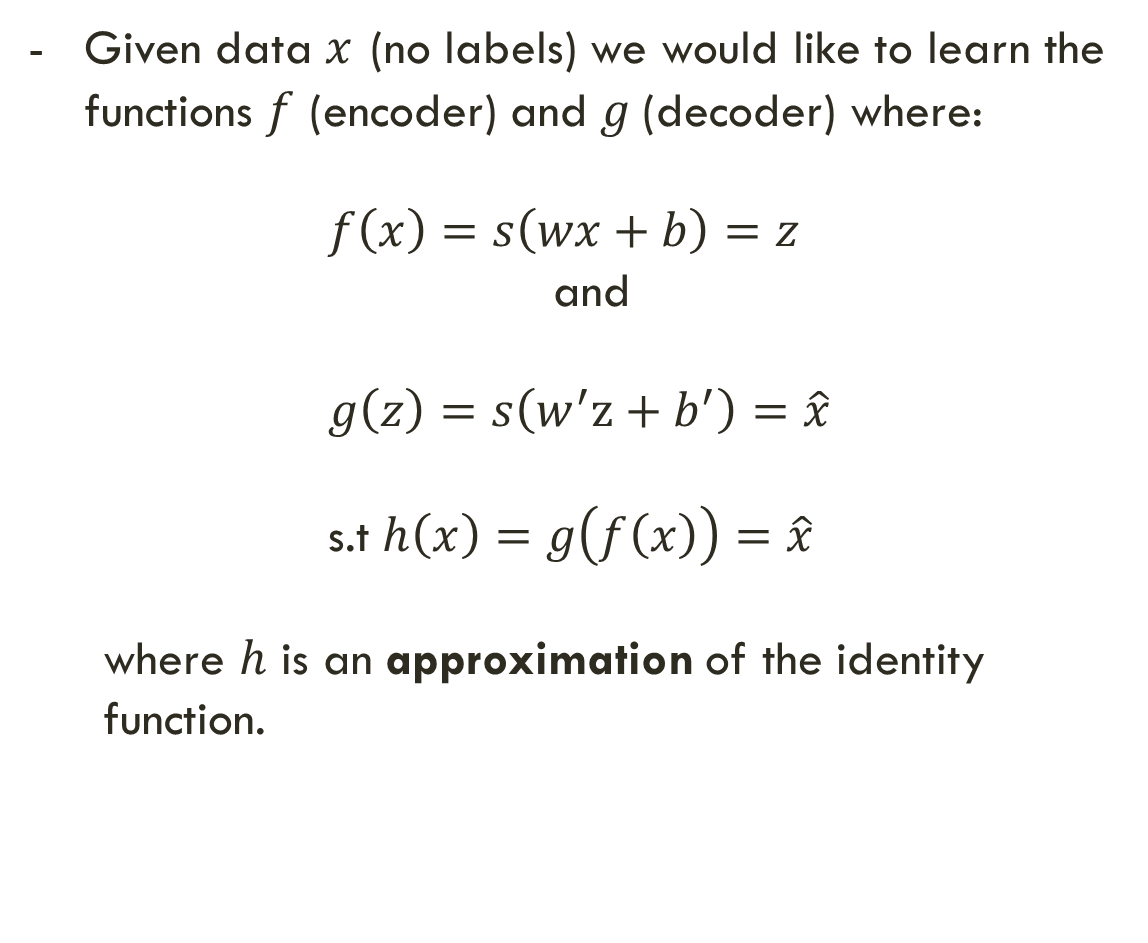 - Given data x (no labels) we would like to learn the
functions f (encoder) and g (decoder) where:
f(x) = s(wx + b) = z
and
g(z) = s(w'z + b') = x̂
s.t h(x) = g(f(x)) = x̂
where h is an approximation of the identity
function.